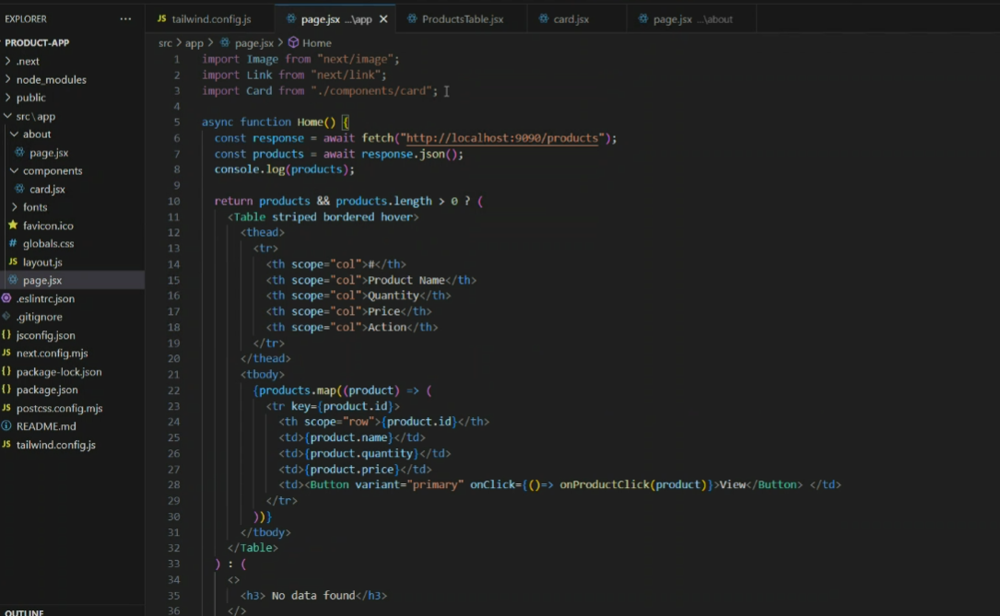 EXPLORER ...
PRODUCT-APP
> .next
> node_modules
> public
src\app
about
page.jsx
components
card.jsx
> fonts
favicon.ico
# globals.css
JS layout.js
page.jsx
.eslintrc.json
.gitignore
{} jsconfig.json
JS next.config.mjs
{} package-lock.json
{} package.json
JS postcss.config.mjs
README.md
JS tailwind.config.js
OUTLINE
JS tailwind.config.js page.jsx ...\app × ProductsTable.jsx card.jsx page.jsx ...\about
src > app > page.jsx > Home
1 import Image from "next/image";
2 import Link from "next/link";
3 import Card from "./components/card";
4
5 async function Home() {
6 const response = await fetch("http://localhost:9090/products");
7 const products = await response.json();
8 console.log(products);
9
10 return products && products.length > 0 ? (
11 <Table striped bordered hover>
12 <thead>
13 <tr>
14 <th scope="col">#</th>
15 <th scope="col">Product Name</th>
16 <th scope="col">Quantity</th>
17 <th scope="col">Price</th>
18 <th scope="col">Action</th>
19 </tr>
20 </thead>
21 <tbody>
22 {products.map((product) => (
23 <tr key={product.id}>
24 <th scope="row">{product.id}</th>
25 <td>{product.name}</td>
26 <td>{product.quantity}</td>
27 <td>{product.price}</td>
28 <td><Button variant="primary" onClick={()=> onProductClick(product)}>View</Button> </td>
29 </tr>
30 ))}
31 </tbody>
32 </Table>
33 ) : (
34 <>
35 <h3> No data found</h3>
36 </>